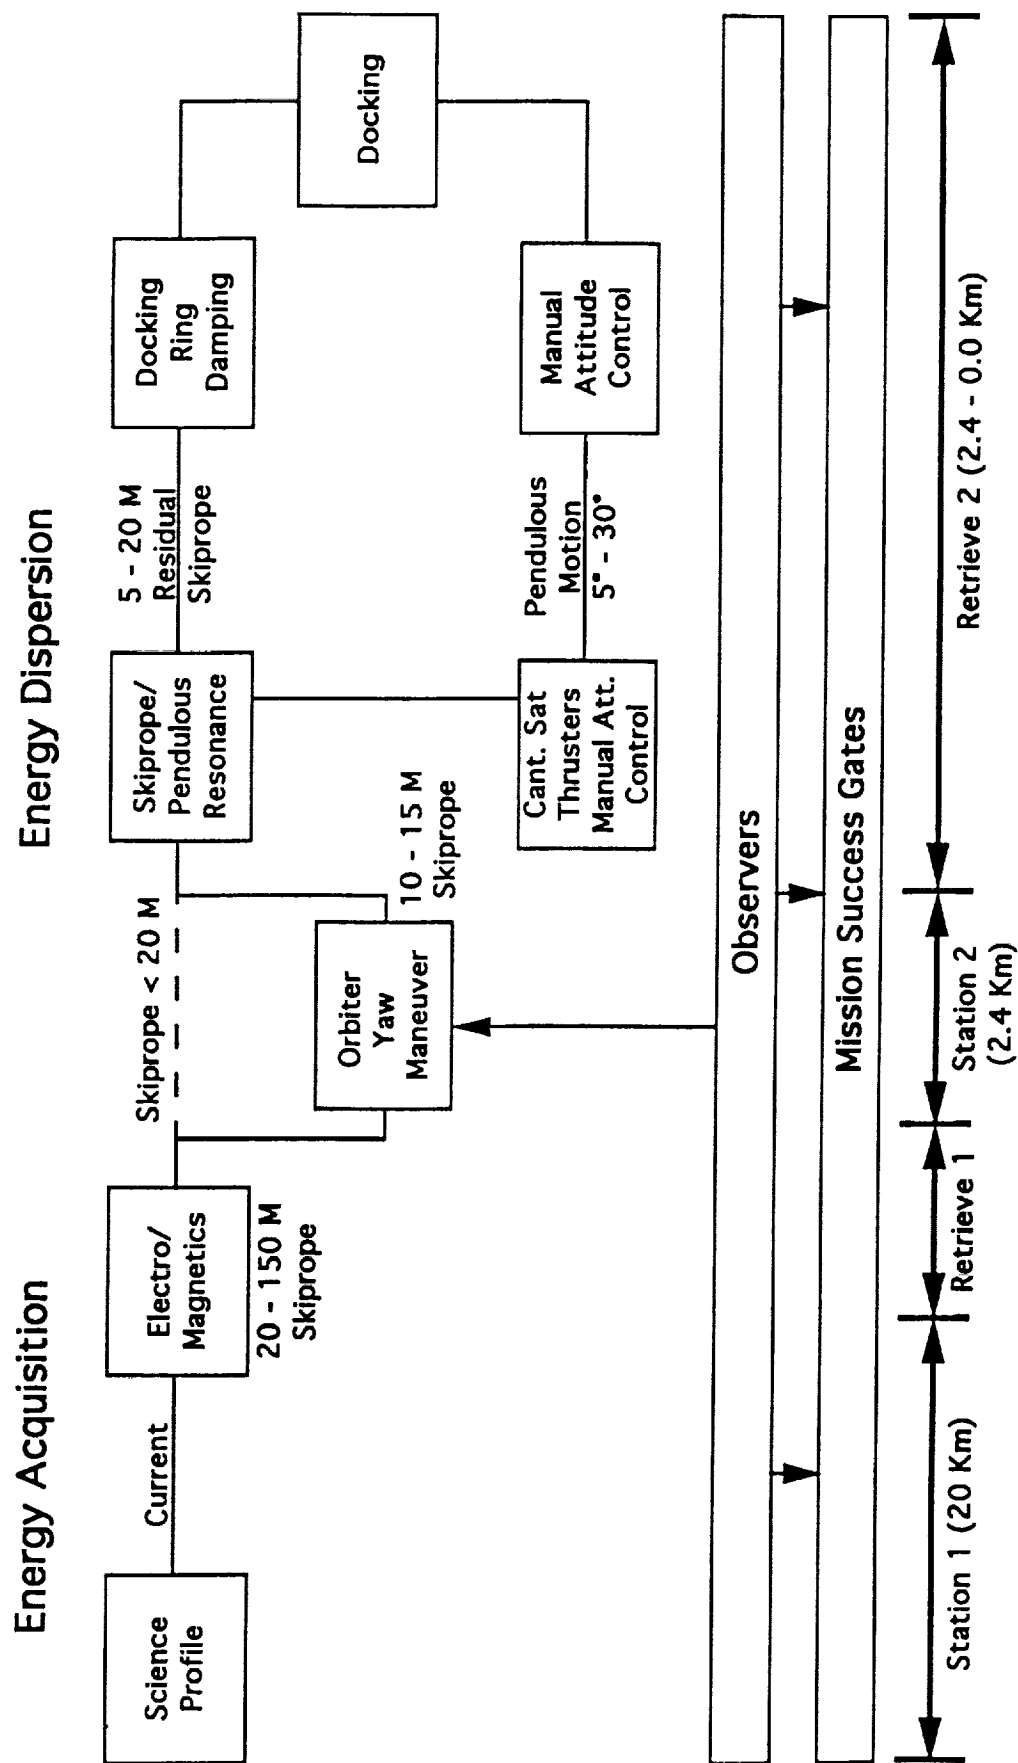 Energy Acquisition
Energy Dispersion
Science
Profile
Current
Electro/
Magnetics
20 - 150 M
Skiprope
Skiprope < 20 M
Orbiter
Yaw
Maneuver
10 - 15 M
Skiprope
Skiprope/
Pendulous
Resonance
5 - 20 M
Residual
Skiprope
Docking
Ring
Damping
Docking
Cant. Sat
Thrusters
Manual Att.
Control
Pendulous
Motion
5° - 30°
Manual
Attitude
Control
Observers
Mission Success Gates
Station 1 (20 Km)
Retrieve 1
Station 2
(2.4 Km)
Retrieve 2 (2.4 - 0.0 Km)